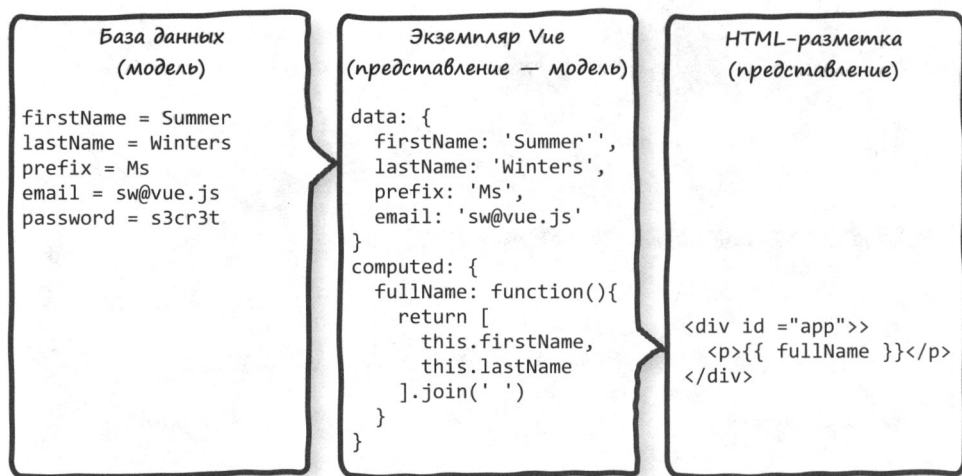 База данных
(модель)
firstName = Summer
lastName = Winters
prefix = Ms
email = sw@vue.js
password = s3cr3t
Экземпляр Vue
(представление — модель)
data: {
firstName: 'Summer'',
lastName: 'Winters',
prefix: 'Ms',
email: 'sw@vue.js'
}
computed: {
fullName: function(){
return [
this.firstName,
this.lastName
].join(' ')
}
}
HTML-разметка
(представление)
<div id ="app">>
<p>{{ fullName }}</p>
</div>